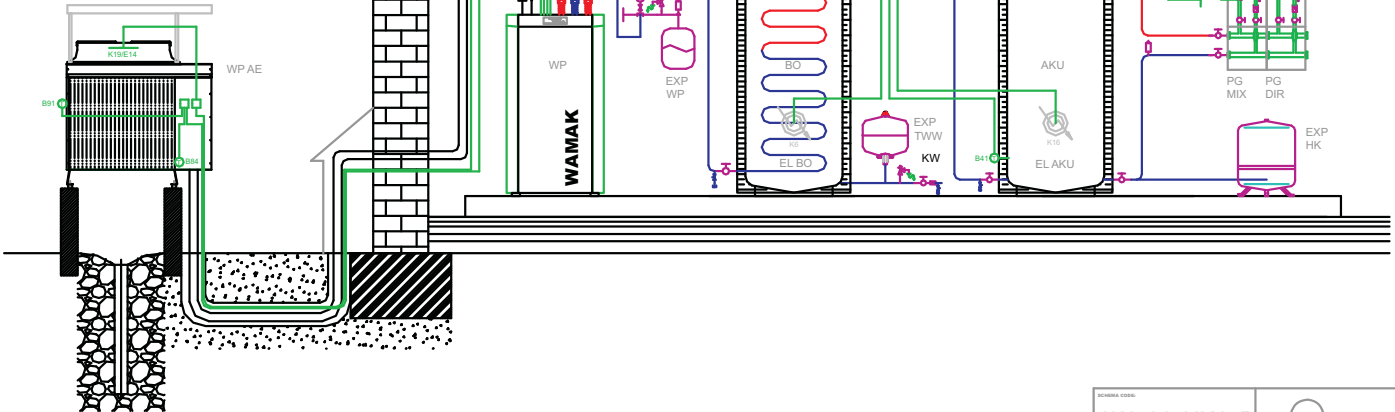 K19/E14
WP AE
B91
B84
WP
WAMAK
EXP
WP
BO
K6
EL BO
EXP
TWW
KW
B41
AKU
K16
EL AKU
PG
MIX
PG
DIR
EXP
HK
SCHEMA CODE: